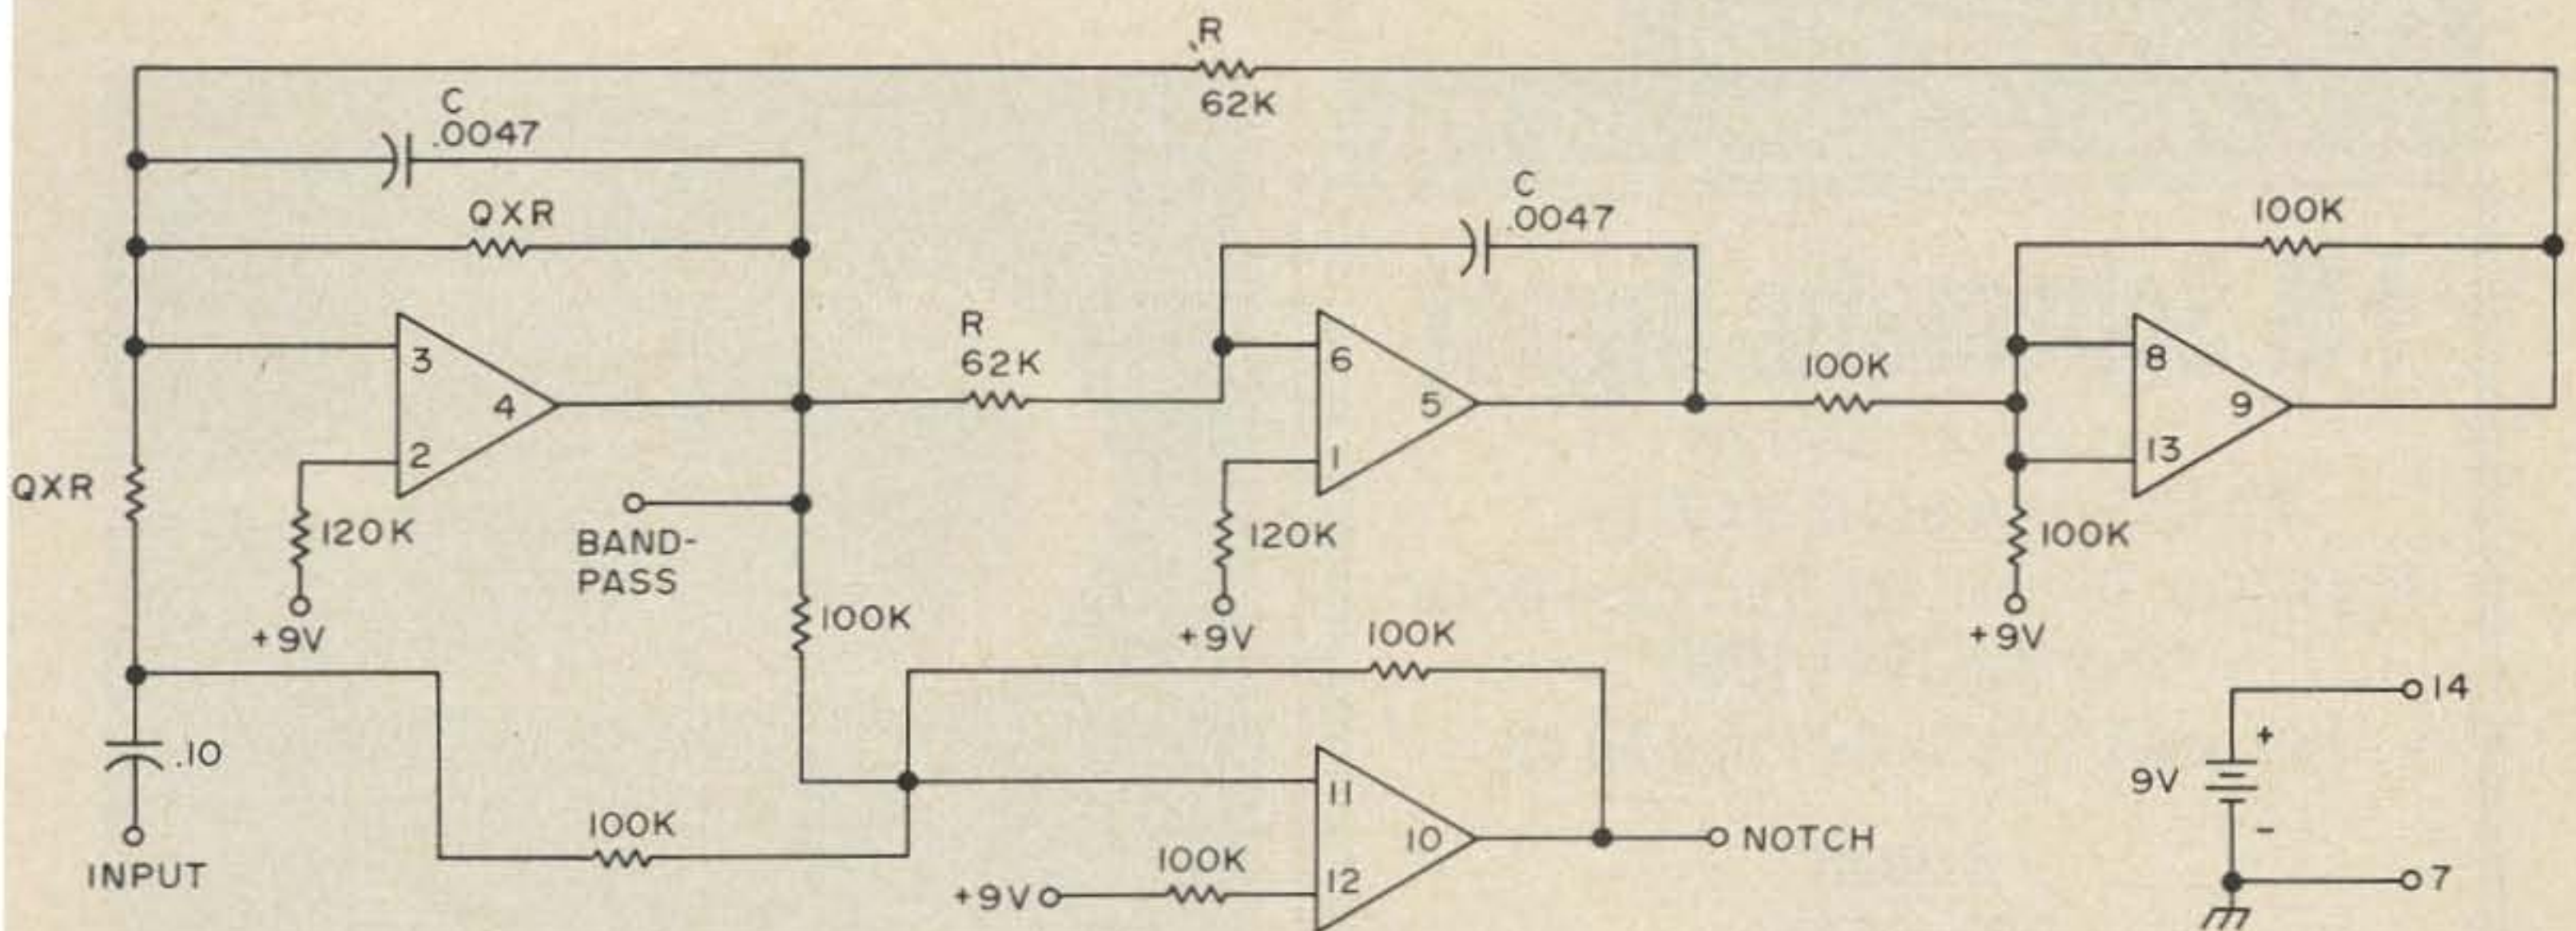 R
62K
C
.0047
QXR
C
.0047
100K
R
62K
3
4
2
6
5
1
100K
8
9
13
QXR
120K
+9V
BAND-
PASS
120K
+9V
100K
+9V
100K
100K
.10
INPUT
100K
11
10
12
NOTCH
+9V
100K
14
+
9V
-
7